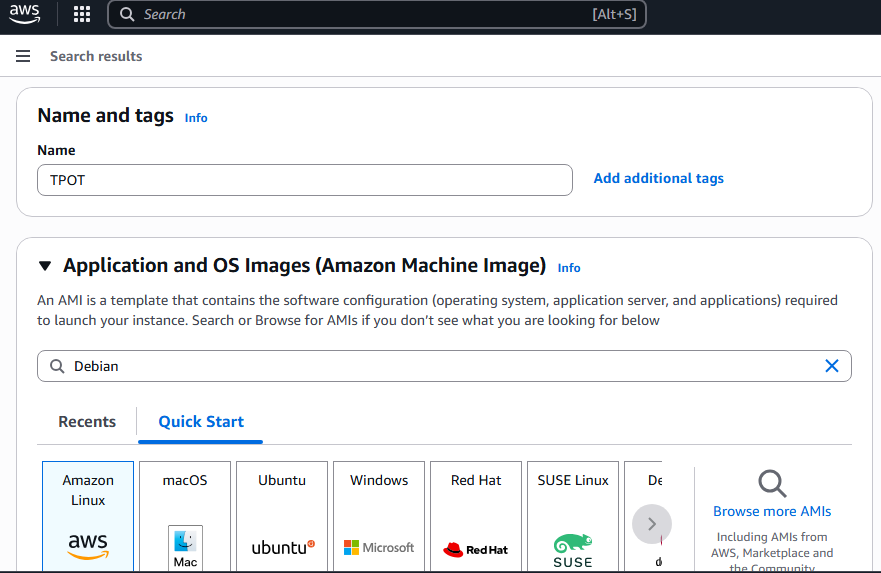 aws
Search
[Alt+S]
Search results
Name and tags Info
Name
TPOT
Add additional tags
Application and OS Images (Amazon Machine Image) Info
An AMI is a template that contains the software configuration (operating system, application server, and applications) required
to launch your instance. Search or Browse for AMIs if you don’t see what you are looking for below
Debian
Recents
Quick Start
Amazon
Linux
aws
macOS
Mac
Ubuntu
ubuntu
Windows
Microsoft
Red Hat
Red Hat
SUSE Linux
SUSE
De
Browse more AMIs
Including AMIs from
AWS, Marketplace and
the Community